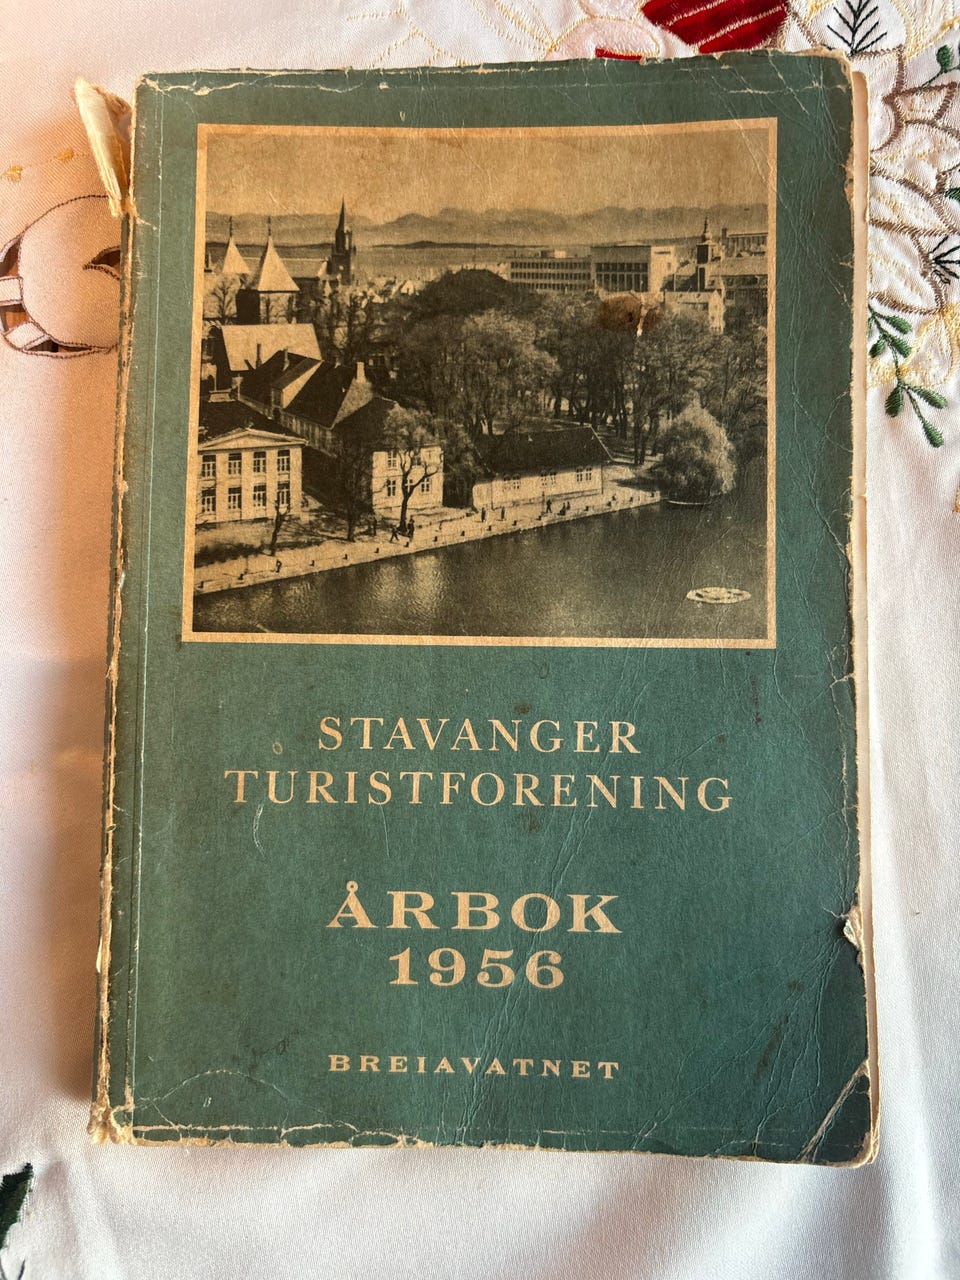 STAVANGER
TURISTFORENING
ÅRBOK
1956
BREIAVATNET